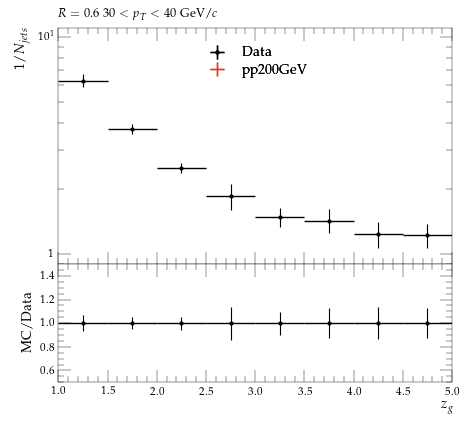 R = 0.6 30 < p_T < 40 GeV/c
1/N_jets
10¹
1
Data
pp200GeV
MC/Data
1.4
1.2
1.0
0.8
0.6
1.0 1.5 2.0 2.5 3.0 3.5 4.0 4.5 5.0
z_g